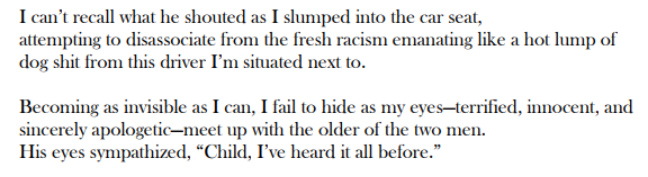 I can’t recall what he shouted as I slumped into the car seat,
attempting to disassociate from the fresh racism emanating like a hot lump of
dog shit from this driver I’m situated next to.
Becoming as invisible as I can, I fail to hide as my eyes—terrified, innocent, and
sincerely apologetic—meet up with the older of the two men.
His eyes sympathized, “Child, I’ve heard it all before.”